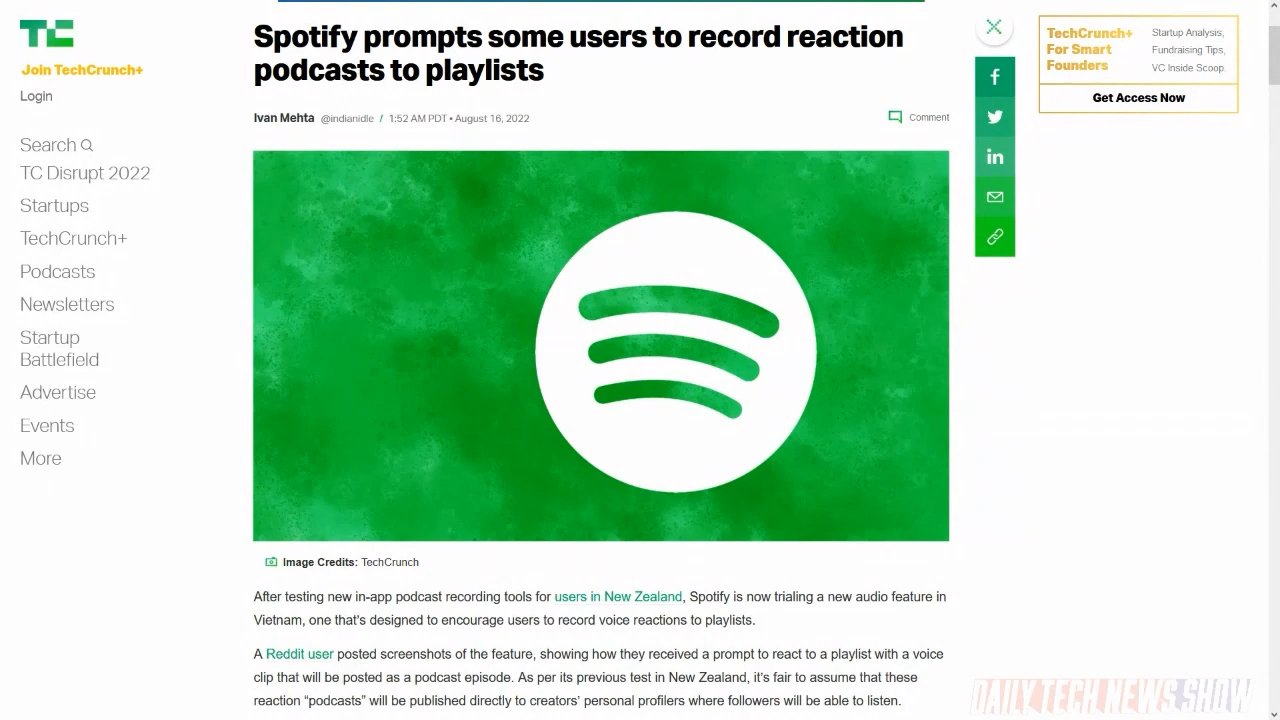 TC
Join TechCrunch+
Login
Search
TC Disrupt 2022
Startups
TechCrunch+
Podcasts
Newsletters
Startup
Battlefield
Advertise
Events
More
Spotify prompts some users to record reaction
podcasts to playlists
Ivan Mehta @indianidle / 1:52 AM PDT • August 16, 2022
Comment
Image Credits: TechCrunch
After testing new in-app podcast recording tools for users in New Zealand, Spotify is now trialing a new audio feature in
Vietnam, one that's designed to encourage users to record voice reactions to playlists.
A Reddit user posted screenshots of the feature, showing how they received a prompt to react to a playlist with a voice
clip that will be posted as a podcast episode. As per its previous test in New Zealand, it's fair to assume that these
reaction “podcasts” will be published directly to creators’ personal profilers where followers will be able to listen.
f
in
TechCrunch+
For Smart
Founders
Startup Analysis,
Fundraising Tips,
VC Inside Scoop.
Get Access Now
DAILY TECH NEWS SHOW